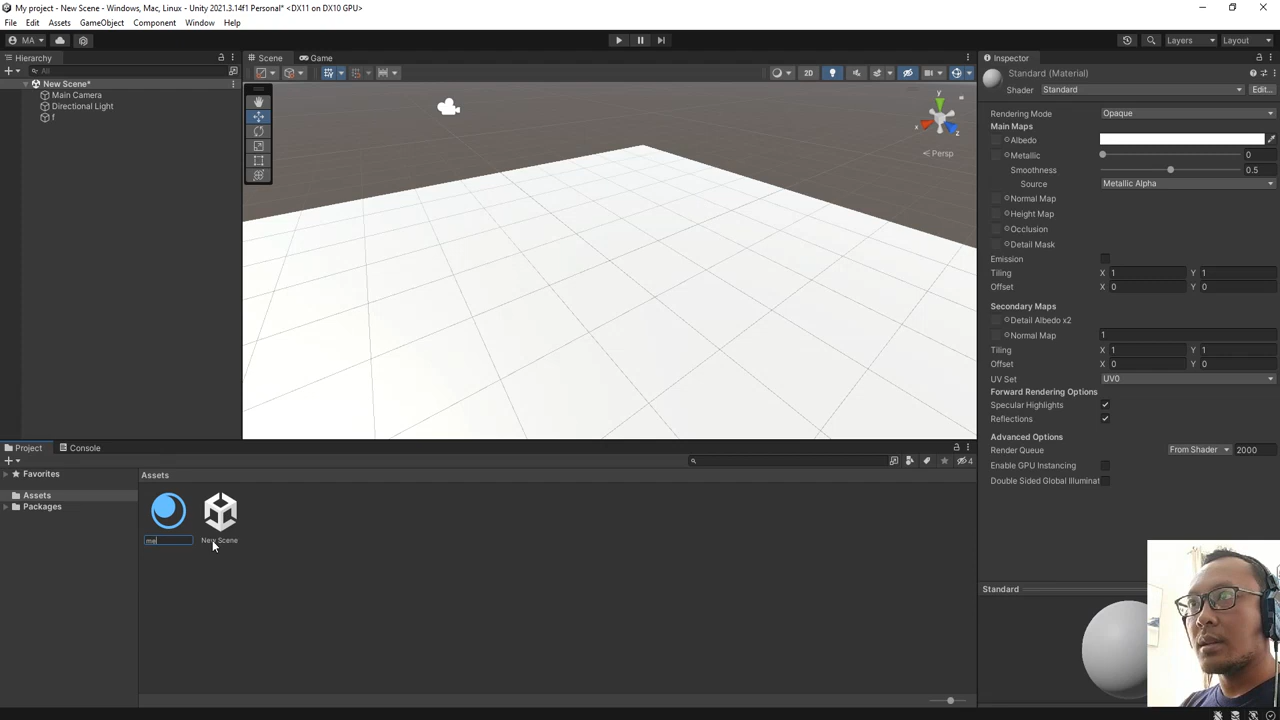 My project - New Scene - Windows, Mac, Linux - Unity 2021.3.14f1 Personal* <DX11 on DX10 GPU>
File Edit Assets GameObject Component Window Help
MA Layers Layout
Hierarchy
All
New Scene*
Main Camera
Directional Light
f
Scene Game
2D
y
x
z
Persp
Inspector
Standard (Material)
Shader Standard Edit...
Rendering Mode Opaque
Main Maps
Albedo
Metallic 0
Smoothness 0.5
Source Metallic Alpha
Normal Map
Height Map
Occlusion
Detail Mask
Emission
Tiling X 1 Y 1
Offset X 0 Y 0
Secondary Maps
Detail Albedo x2
Normal Map 1
Tiling X 1 Y 1
Offset X 0 Y 0
UV Set UV0
Forward Rendering Options
Specular Highlights
Reflections
Advanced Options
Render Queue From Shader 2000
Enable GPU Instancing
Double Sided Global Illuminat
Standard
Project Console
4
Favorites
Assets
Packages
Assets
me
New Scene